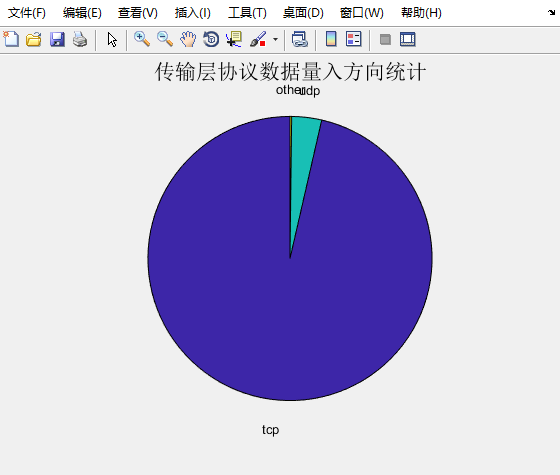 文件(F) 编辑(E) 查看(V) 插入(I) 工具(T) 桌面(D) 窗口(W) 帮助(H)
传输层协议数据量入方向统计
other udp
tcp